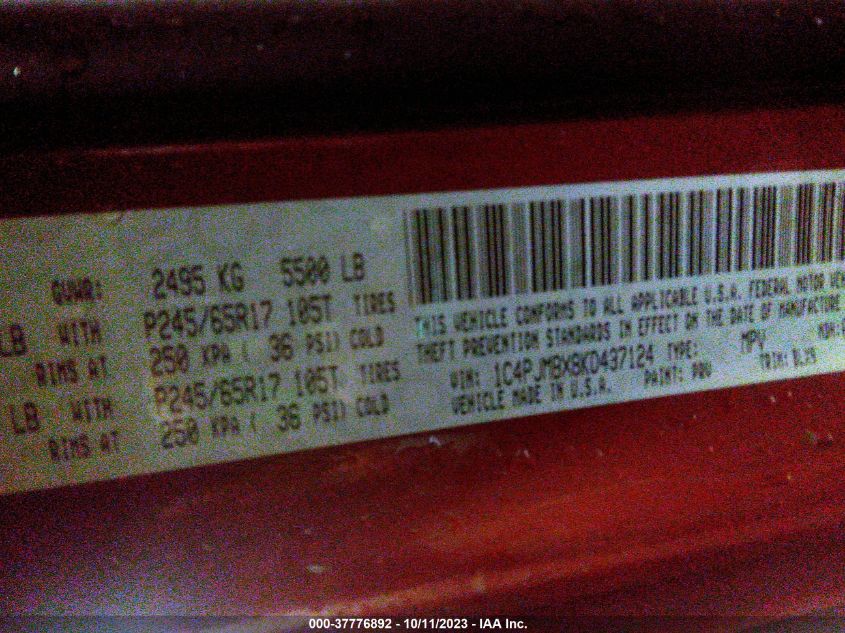 GVWR: 2495 KG 5500 LB
LB WITH P245/65R17 105T TIRES
RIMS AT 250 KPA ( 36 PSI) COLD
LB WITH P245/65R17 105T TIRES
RIMS AT 250 KPA ( 36 PSI) COLD
THIS VEHICLE CONFORMS TO ALL APPLICABLE U.S.A. FEDERAL MOTOR VEH
THEFT PREVENTION STANDARDS IN EFFECT ON THE DATE OF MANUFACTURE
VIN: 1C4PJMBX8KD437124 TYPE: MPV MDH:
VEHICLE MADE IN U.S.A. PAINT: TRIM:
000-37776892 - 10/11/2023 - IAA Inc.